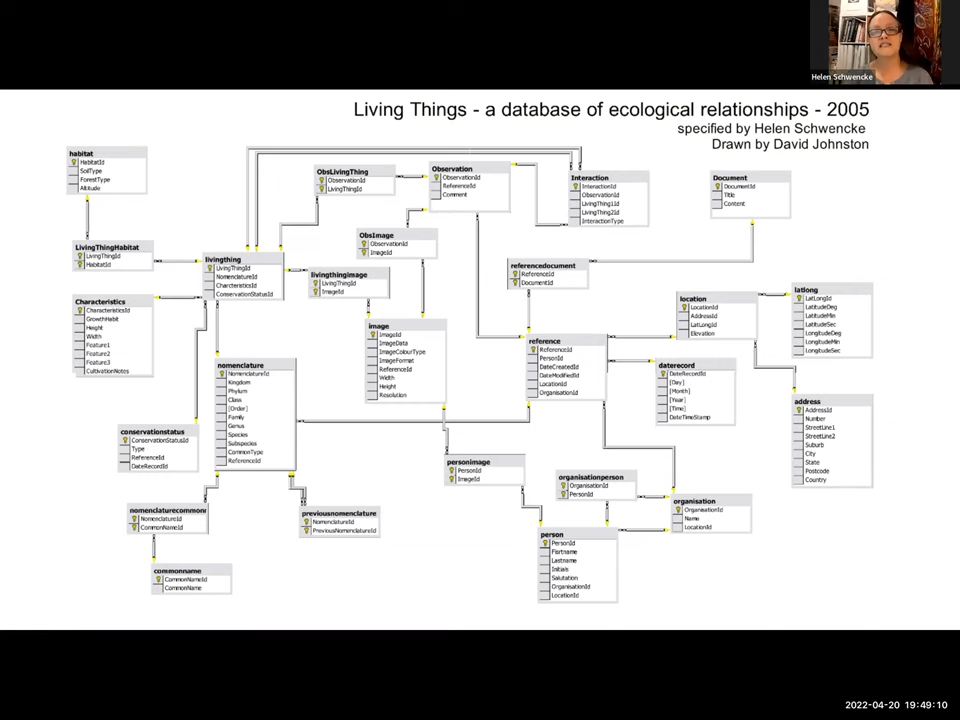 Helen Schwencke
Living Things - a database of ecological relationships - 2005
specified by Helen Schwencke
Drawn by David Johnston
habitat
HabitatId
SoilType
ForestType
Altitude
ObsLivingThing
ObservationId
LivingThingId
Observation
ObservationId
ReferenceId
Comment
Interaction
InteractionId
ObservationId
LivingThing1Id
LivingThing2Id
InteractionType
Document
DocumentId
Title
Content
LivingThingHabitat
LivingThingId
HabitatId
livingthing
LivingThingId
NomenclatureId
CharcteristicsId
ConservationStatusId
ObsImage
ObservationId
ImageId
livingthingimage
LivingThingId
ImageId
referencedocument
ReferenceId
DocumentId
Characteristics
CharacteristicsId
GrowthHabit
Height
Width
Feature1
Feature2
Feature3
CultivationNotes
image
ImageId
ImageData
ImageColourType
ImageFormat
ReferenceId
Width
Height
Resolution
location
LocationId
AddressId
LatLongId
Elevation
latlong
LatLongId
LatitudeDeg
LatitudeMin
LatitudeSec
LongitudeDeg
LongitudeMin
LongitudeSec
reference
ReferenceId
PersonId
DateCreatedId
DateModifiedId
LocationId
OrganisationId
daterecord
DateRecordId
[Day]
[Month]
[Year]
[Time]
DateTimeStamp
nomenclature
NomenclatureId
Kingdom
Phylum
Class
[Order]
Family
Genus
Species
Subspecies
CommonType
ReferenceId
address
AddressId
Number
StreetLine1
StreetLine2
Suburb
City
State
Postcode
Country
conservationstatus
ConservationStatusId
Type
ReferenceId
DateRecordId
personimage
PersonId
ImageId
organisationperson
OrganisationId
PersonId
organisation
OrganisationId
Name
LocationId
nomenclaturecommonn
NomenclatureId
CommonNameId
previousnomenclature
NomenclatureId
PreviousNomenclatureId
person
PersonId
Firstname
Lastname
Initials
Salutation
OrganisationId
LocationId
commonname
CommonNameId
CommonName
2022-04-20 19:49:10